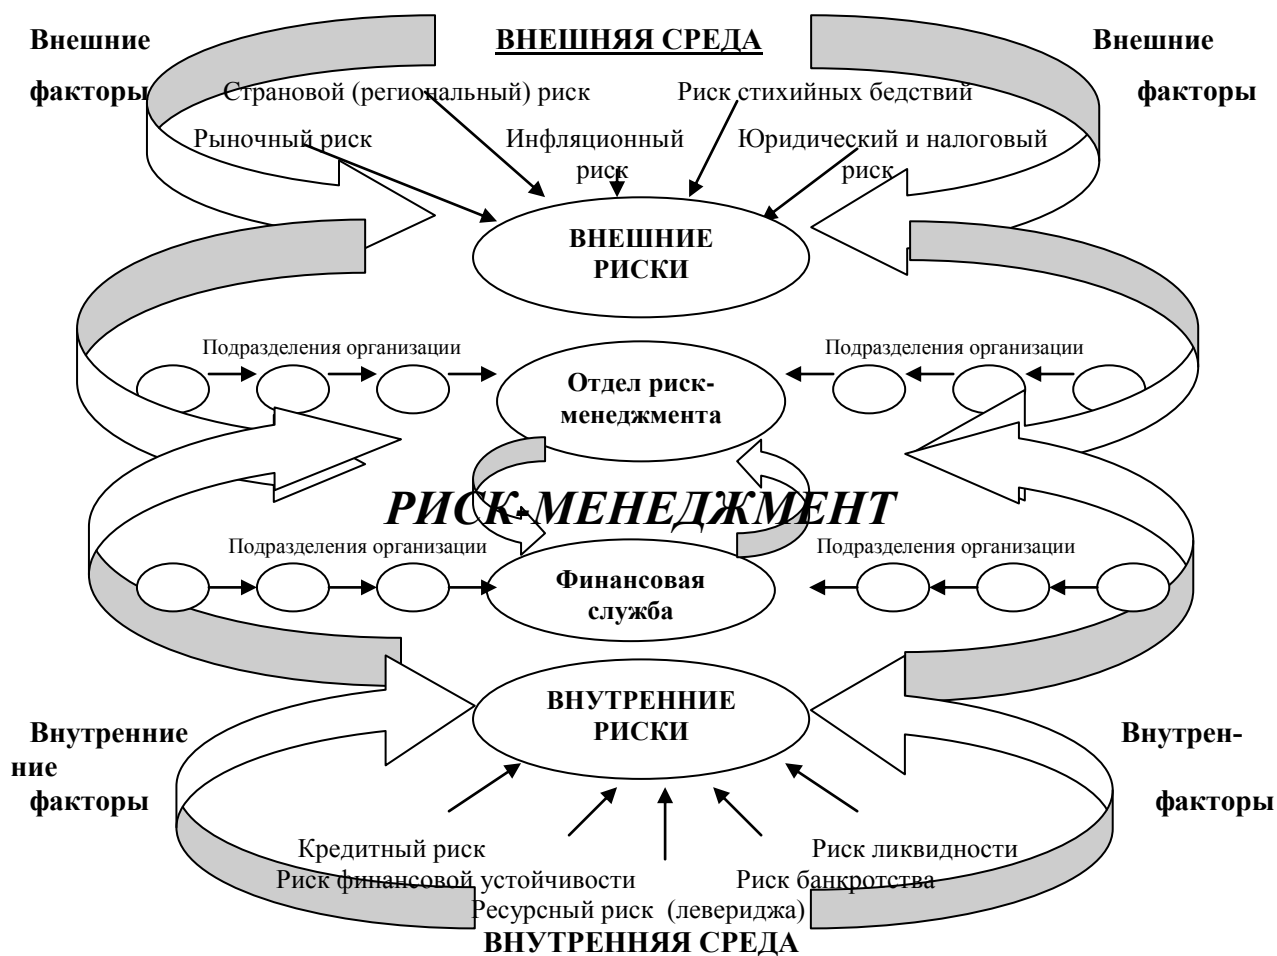 Внешние
ВНЕШНЯЯ СРЕДА
Внешние
факторы
факторы
Страновой (региональный) риск
Риск стихийных бедствий
Рыночный риск
Инфляционный
риск
Юридический и налоговый
риск
ВНЕШНИЕ
РИСКИ
Подразделения организации
Подразделения организации
Отдел риск-
менеджмента
РИСК-МЕНЕДЖМЕНТ
Подразделения организации
Подразделения организации
Финансовая
служба
ВНУТРЕННИЕ
РИСКИ
Внутренние
Внутрен-
ние
факторы
факторы
Кредитный риск
Риск ликвидности
Риск финансовой устойчивости
Риск банкротства
Ресурсный риск (левериджа)
ВНУТРЕННЯЯ СРЕДА